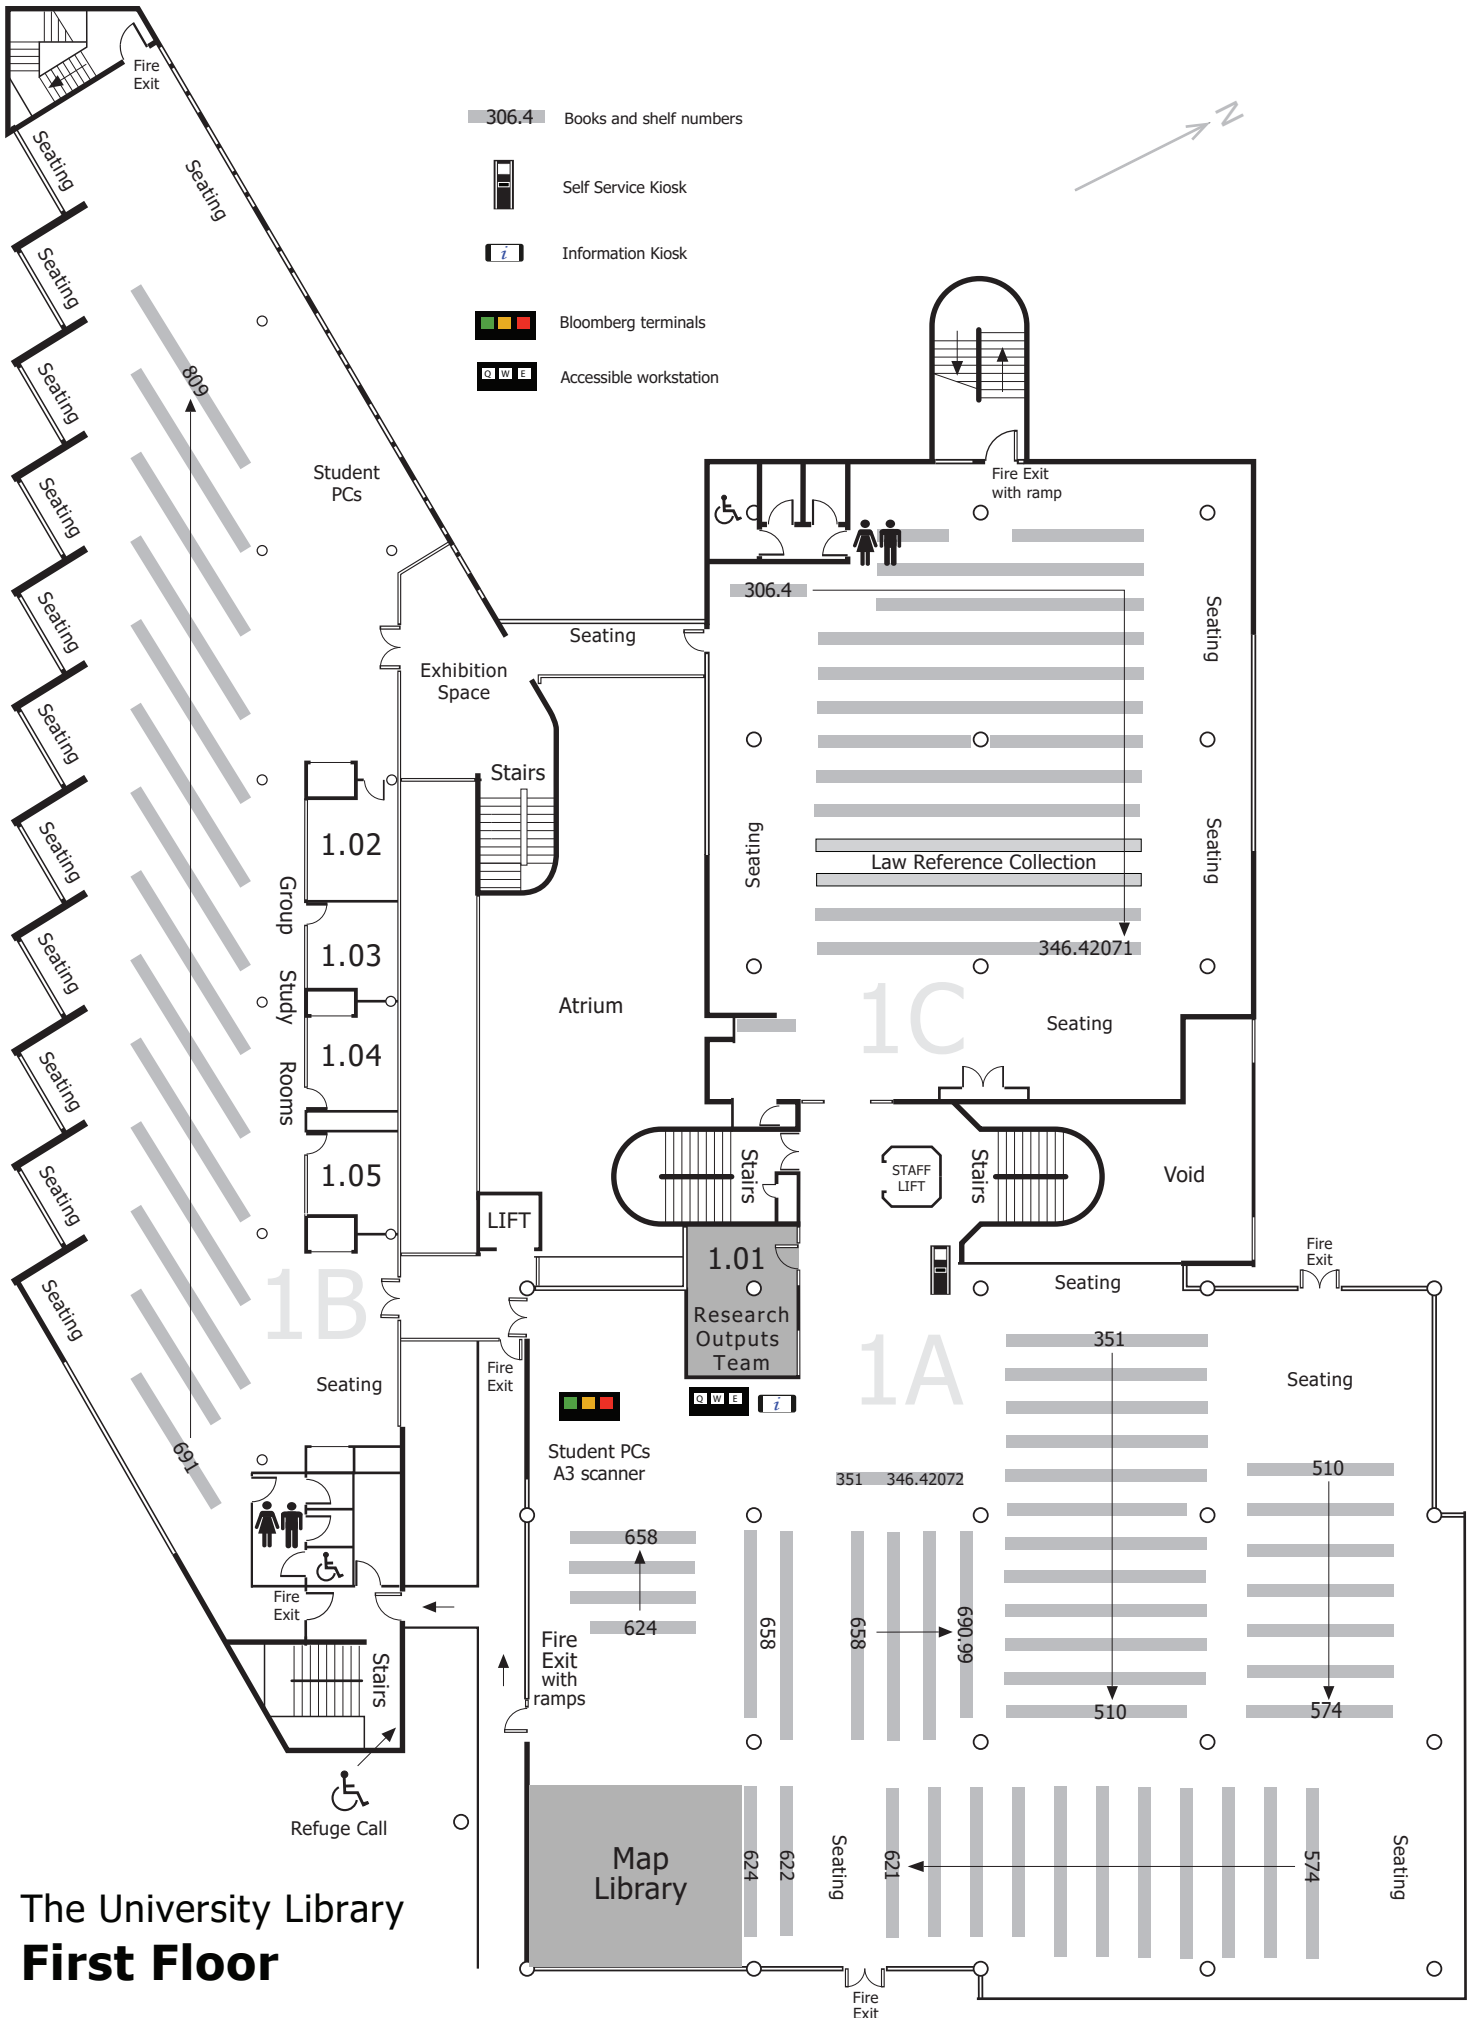 Fire
Exit
306.4
Books and shelf numbers
N
Seating
Seating
Self Service Kiosk
Seating
i
Information Kiosk
Bloomberg terminals
809
Seating
Q W E
Accessible workstation
Student
PCs
Fire Exit
with ramp
Seating
306.4
Seating
Seating
Seating
Exhibition
Space
Seating
Stairs
1.02
Seating
Seating
Seating
Law Reference Collection
Group
Study
Rooms
1.03
346.42071
Seating
Atrium
1C
Seating
1.04
Seating
1.05
Stairs
STAFF
LIFT
Stairs
Void
Seating
LIFT
1.01
Research
Outputs
Team
Fire
Exit
Seating
Seating
1B
351
1A
Seating
Fire
Exit
Seating
Q W E
i
Student PCs
A3 scanner
691
351
346.42072
510
658
624
658
658
690.99
Fire
Exit
Fire
Exit
with
ramps
Stairs
510
574
Refuge Call
Map
Library
624
622
Seating
621
574
Seating
The University Library
First Floor
Fire
Exit